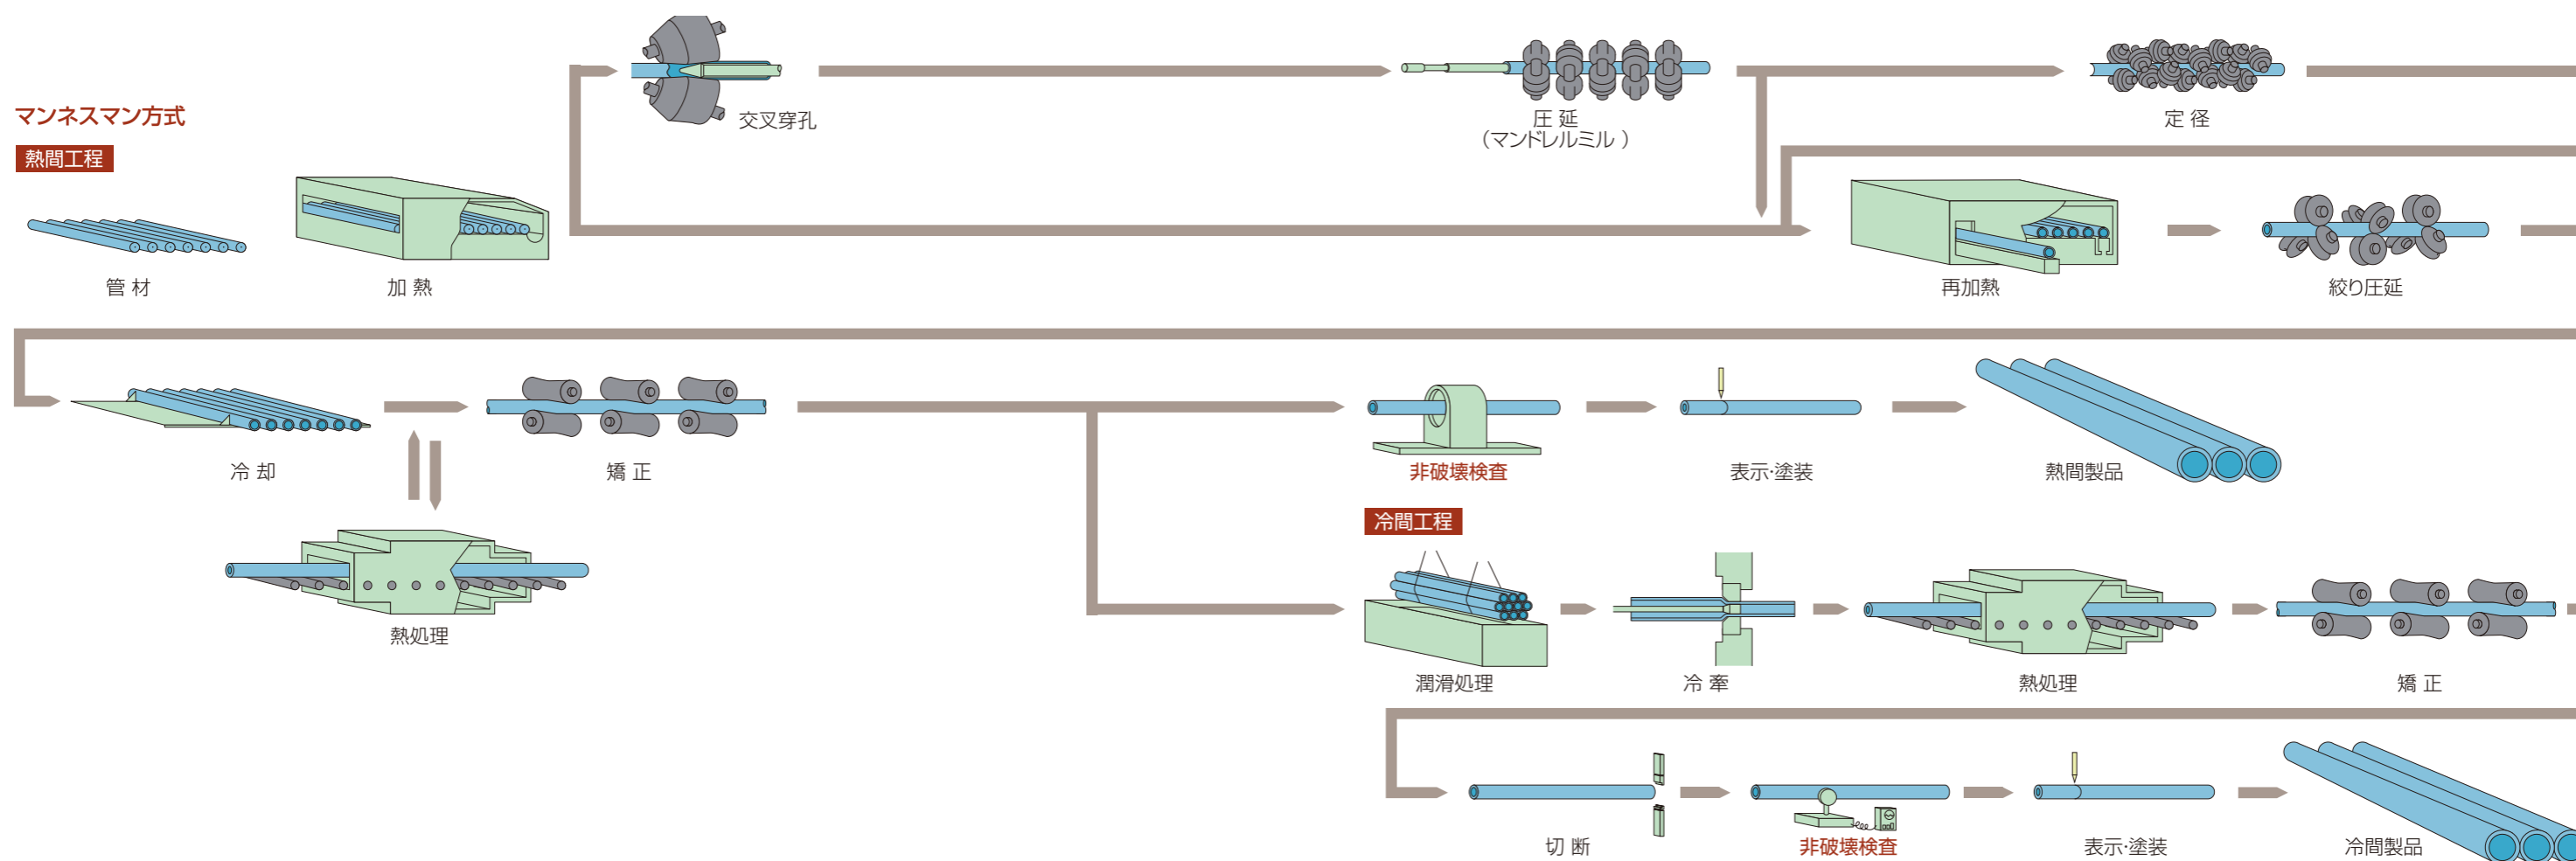 マンネスマン方式
熱間工程
管材
加熱
交叉穿孔
圧延
（マンドレルミル）
定径
再加熱
絞り圧延
冷却
矯正
熱処理
非破壊検査
表示・塗装
熱間製品
冷間工程
潤滑処理
冷牽
熱処理
矯正
切断
非破壊検査
表示・塗装
冷間製品